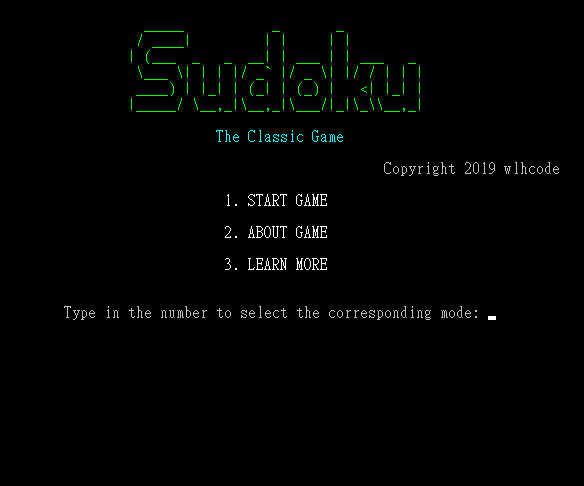 Sudoku
The Classic Game
Copyright 2019 wlhcode
1. START GAME
2. ABOUT GAME
3. LEARN MORE
Type in the number to select the corresponding mode: